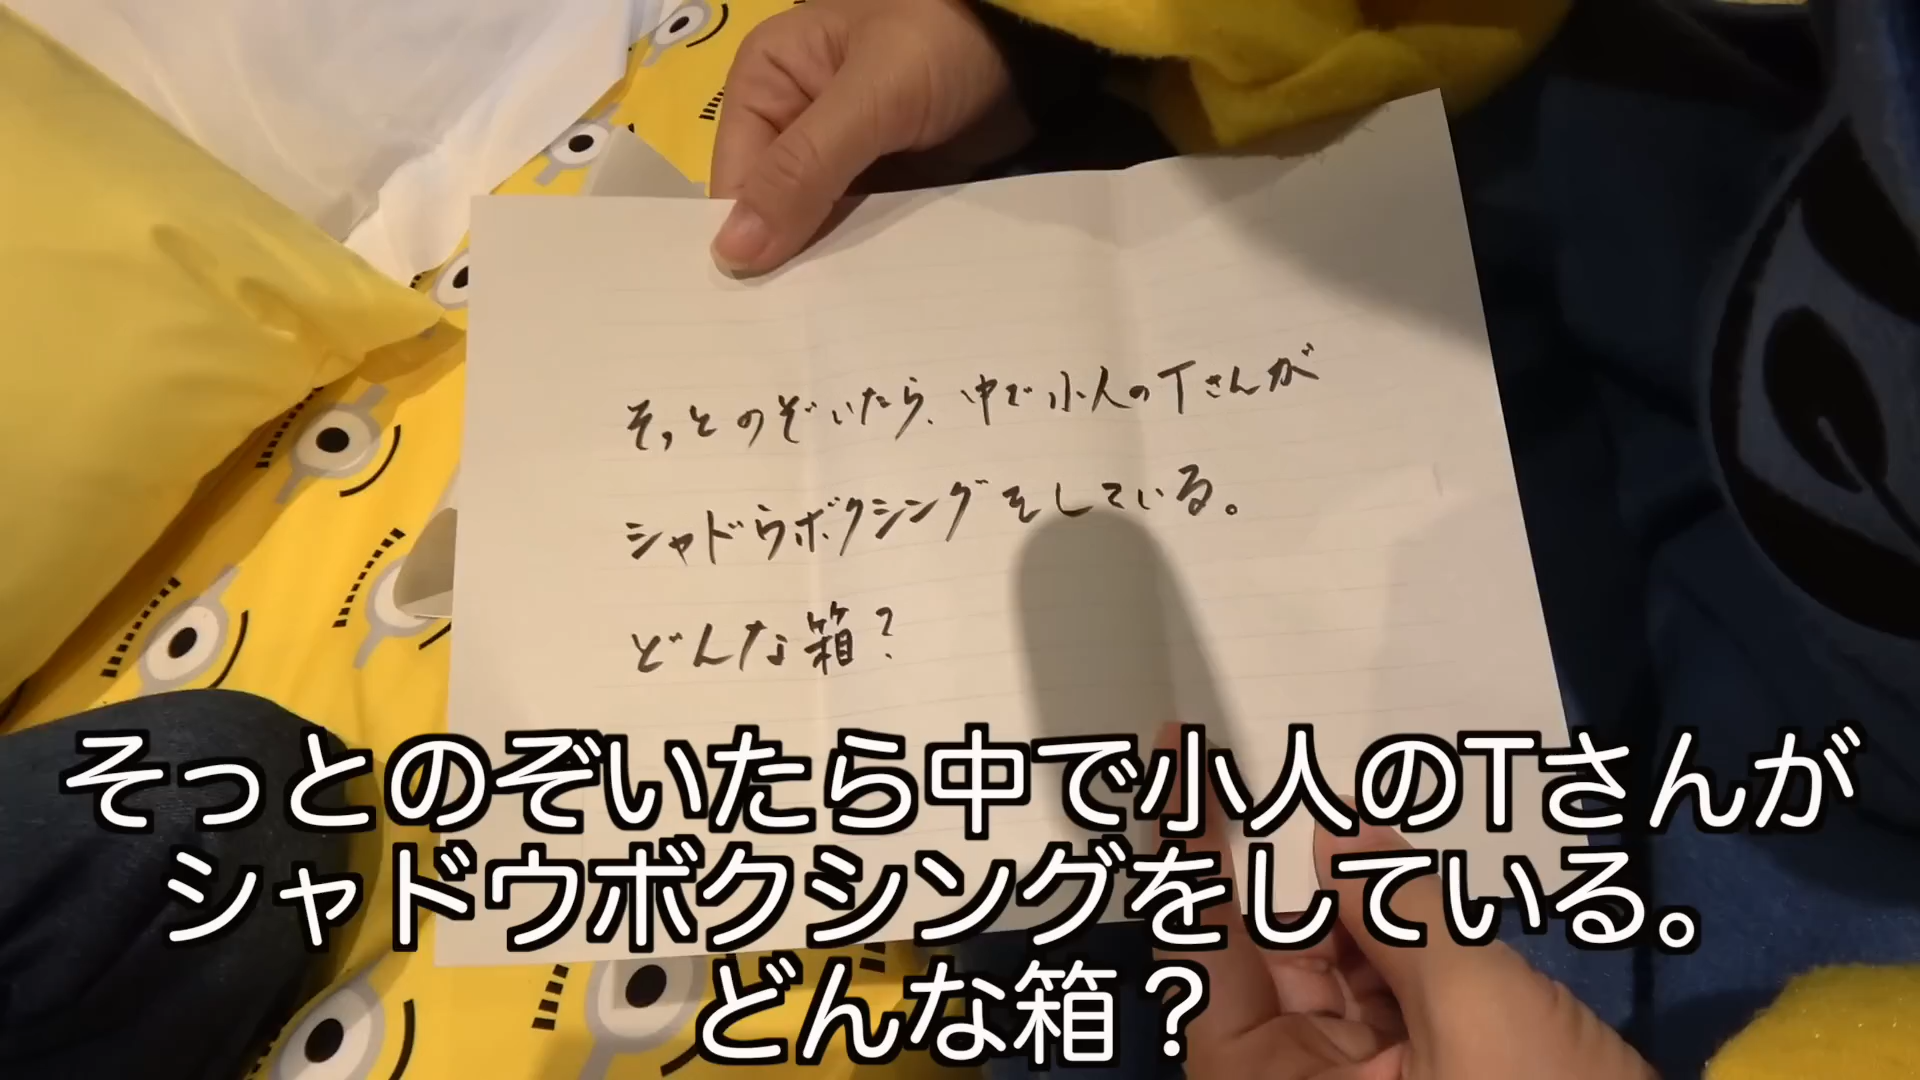 そっとのぞいたら、中で小人のTさんが
シャドウボクシングをしている。
どんな箱?
そっとのぞいたら中で小人のTさんが
シャドウボクシングをしている。
どんな箱？